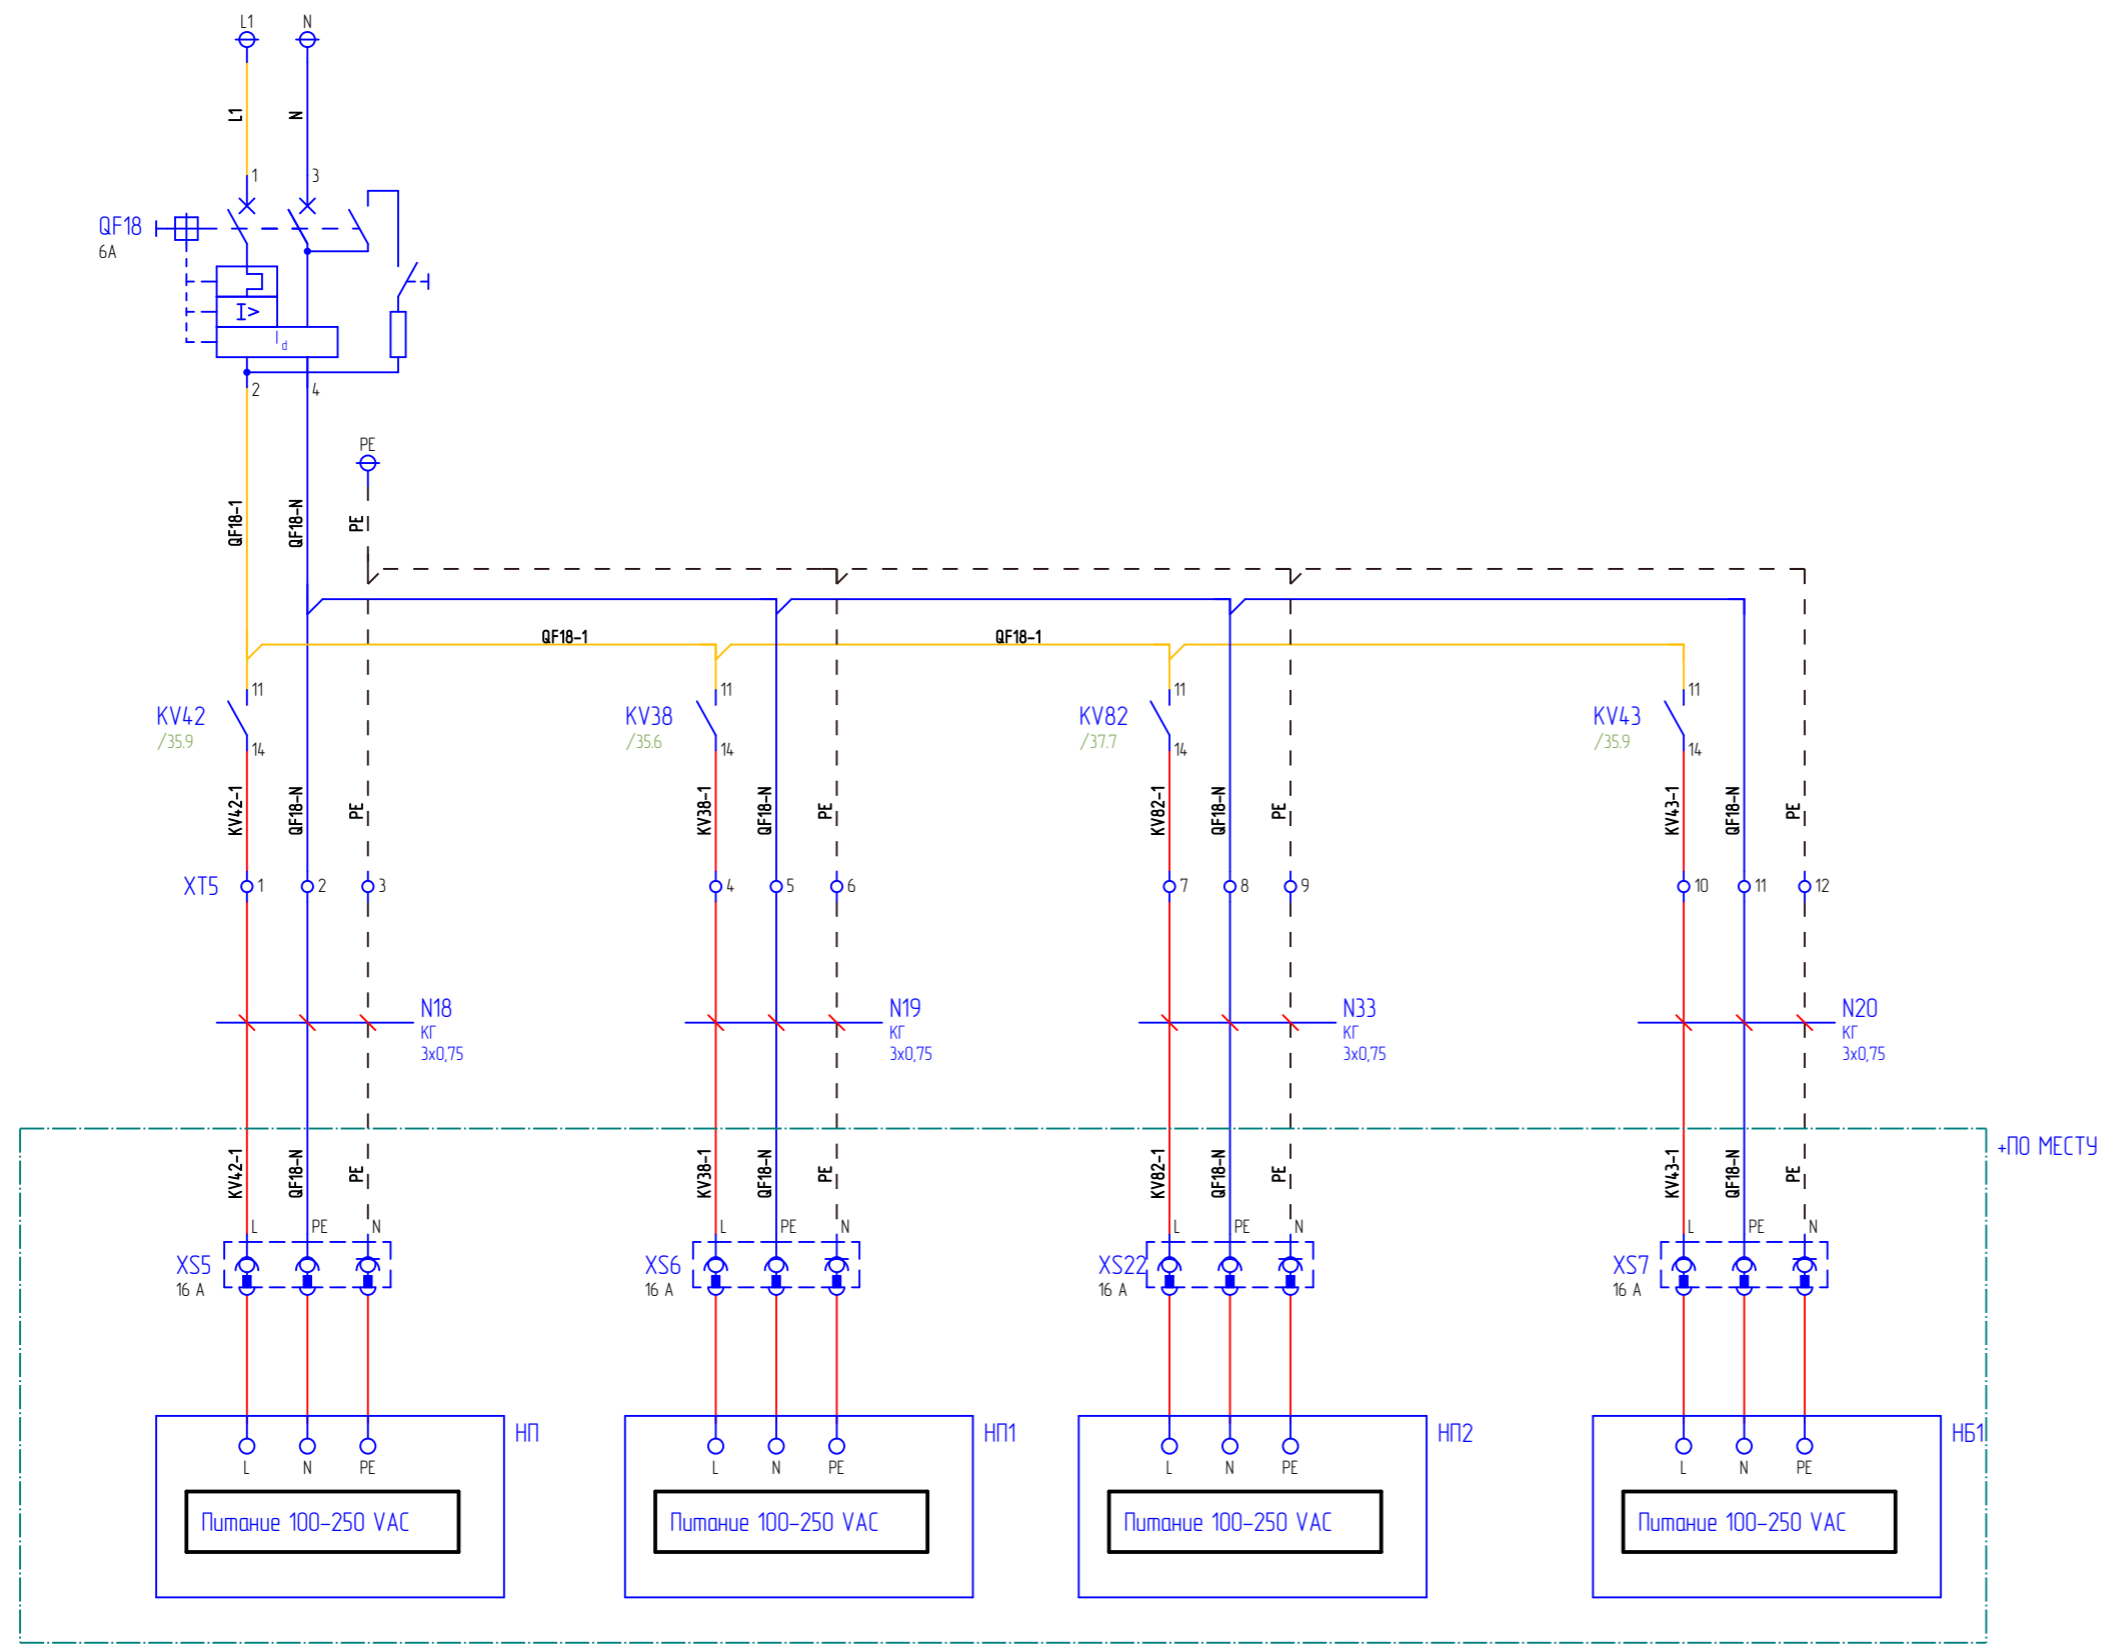 L1 N
L1 N
1 3
QF18
6А
I>
Id
2 4
PE
QF18-1 QF18-N PE
QF18-1 QF18-1
11 11 11 11
KV42 KV38 KV82 KV43
/35.9 /35.6 /37.7 /35.9
14 14 14 14
KV42-1 QF18-N PE KV38-1 QF18-N PE KV82-1 QF18-N PE KV43-1 QF18-N PE
XT5 1 2 3 4 5 6 7 8 9 10 11 12
N18 N19 N33 N20
КГ КГ КГ КГ
3x0,75 3x0,75 3x0,75 3x0,75
+ПО МЕСТУ
KV42-1 QF18-N PE KV38-1 QF18-N PE KV82-1 QF18-N PE KV43-1 QF18-N PE
L PE N L PE N L PE N L PE N
XS5 XS6 XS22 XS7
16 А 16 А 16 А 16 А
НП НП1 НП2 НБ1
L N PE L N PE L N PE L N PE
Питание 100-250 VAC Питание 100-250 VAC Питание 100-250 VAC Питание 100-250 VAC